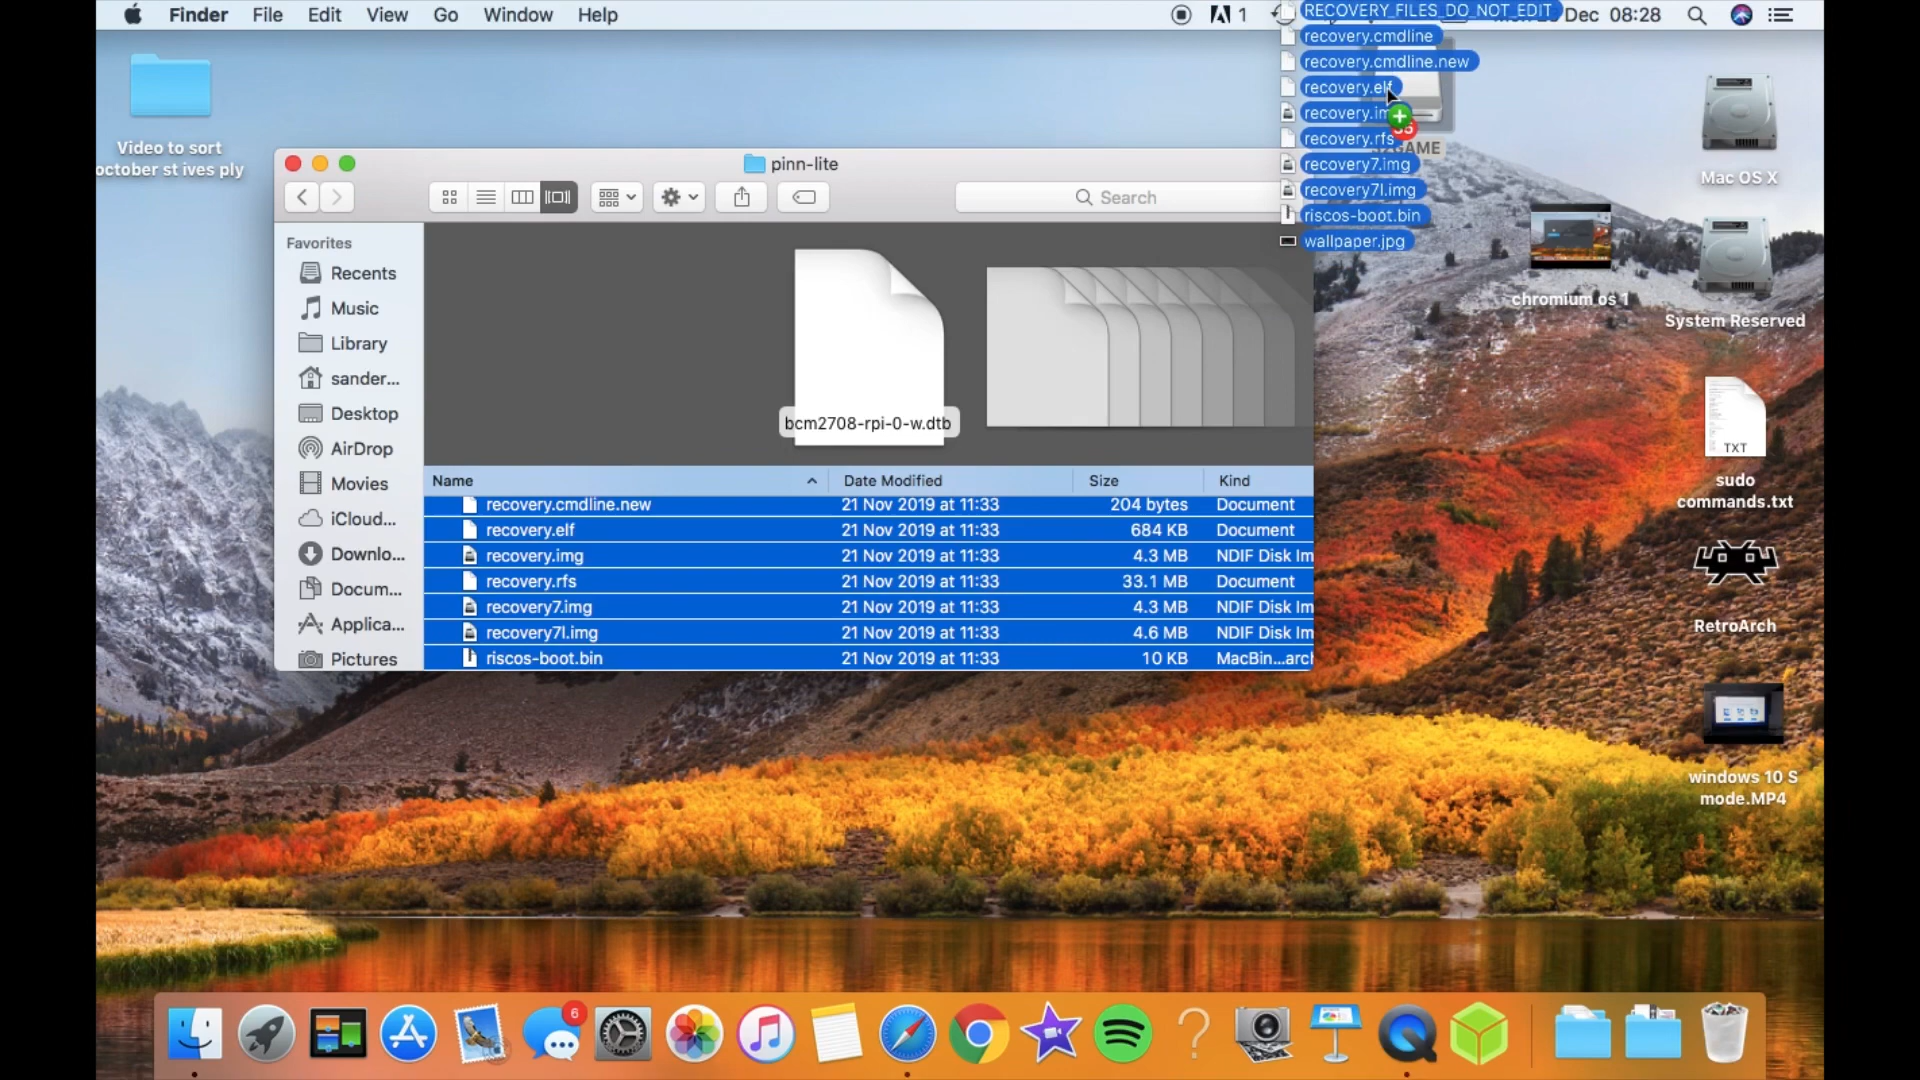 Finder File Edit View Go Window Help
1
Dec 08:28
RECOVERY_FILES_DO_NOT_EDIT
recovery.cmdline
recovery.cmdline.new
recovery.elf
recovery.im
recovery.rfs
GAME
recovery7.img
recovery7l.img
riscos-boot.bin
wallpaper.jpg
Video to sort
october st ives ply
pinn-lite
Search
Favorites
Recents
Music
Library
sander...
Desktop
AirDrop
Movies
iCloud...
Downlo...
Docum...
Applica...
Pictures
bcm2708-rpi-0-w.dtb
Name Date Modified Size Kind
recovery.cmdline.new 21 Nov 2019 at 11:33 204 bytes Document
recovery.elf 21 Nov 2019 at 11:33 684 KB Document
recovery.img 21 Nov 2019 at 11:33 4.3 MB NDIF Disk Im
recovery.rfs 21 Nov 2019 at 11:33 33.1 MB Document
recovery7.img 21 Nov 2019 at 11:33 4.3 MB NDIF Disk Im
recovery7l.img 21 Nov 2019 at 11:33 4.6 MB NDIF Disk Im
riscos-boot.bin 21 Nov 2019 at 11:33 10 KB MacBin...arch
Mac OS X
chromium os 1
System Reserved
TXT
sudo
commands.txt
RetroArch
windows 10 S
mode.MP4
6